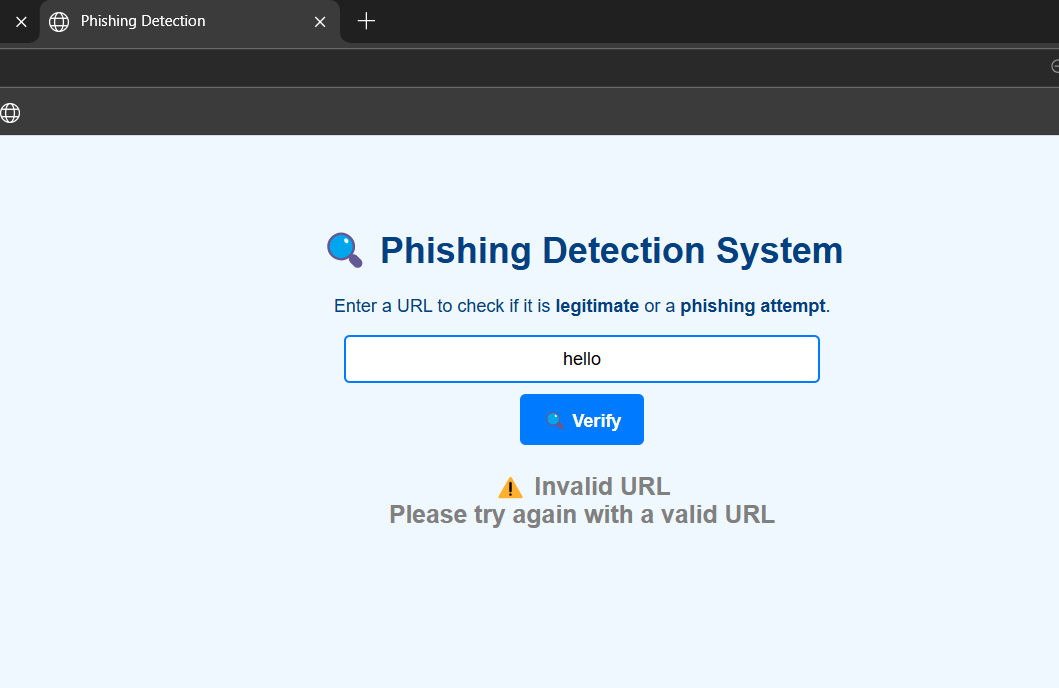 Phishing Detection
Phishing Detection System
Enter a URL to check if it is legitimate or a phishing attempt.
hello
Verify
Invalid URL
Please try again with a valid URL